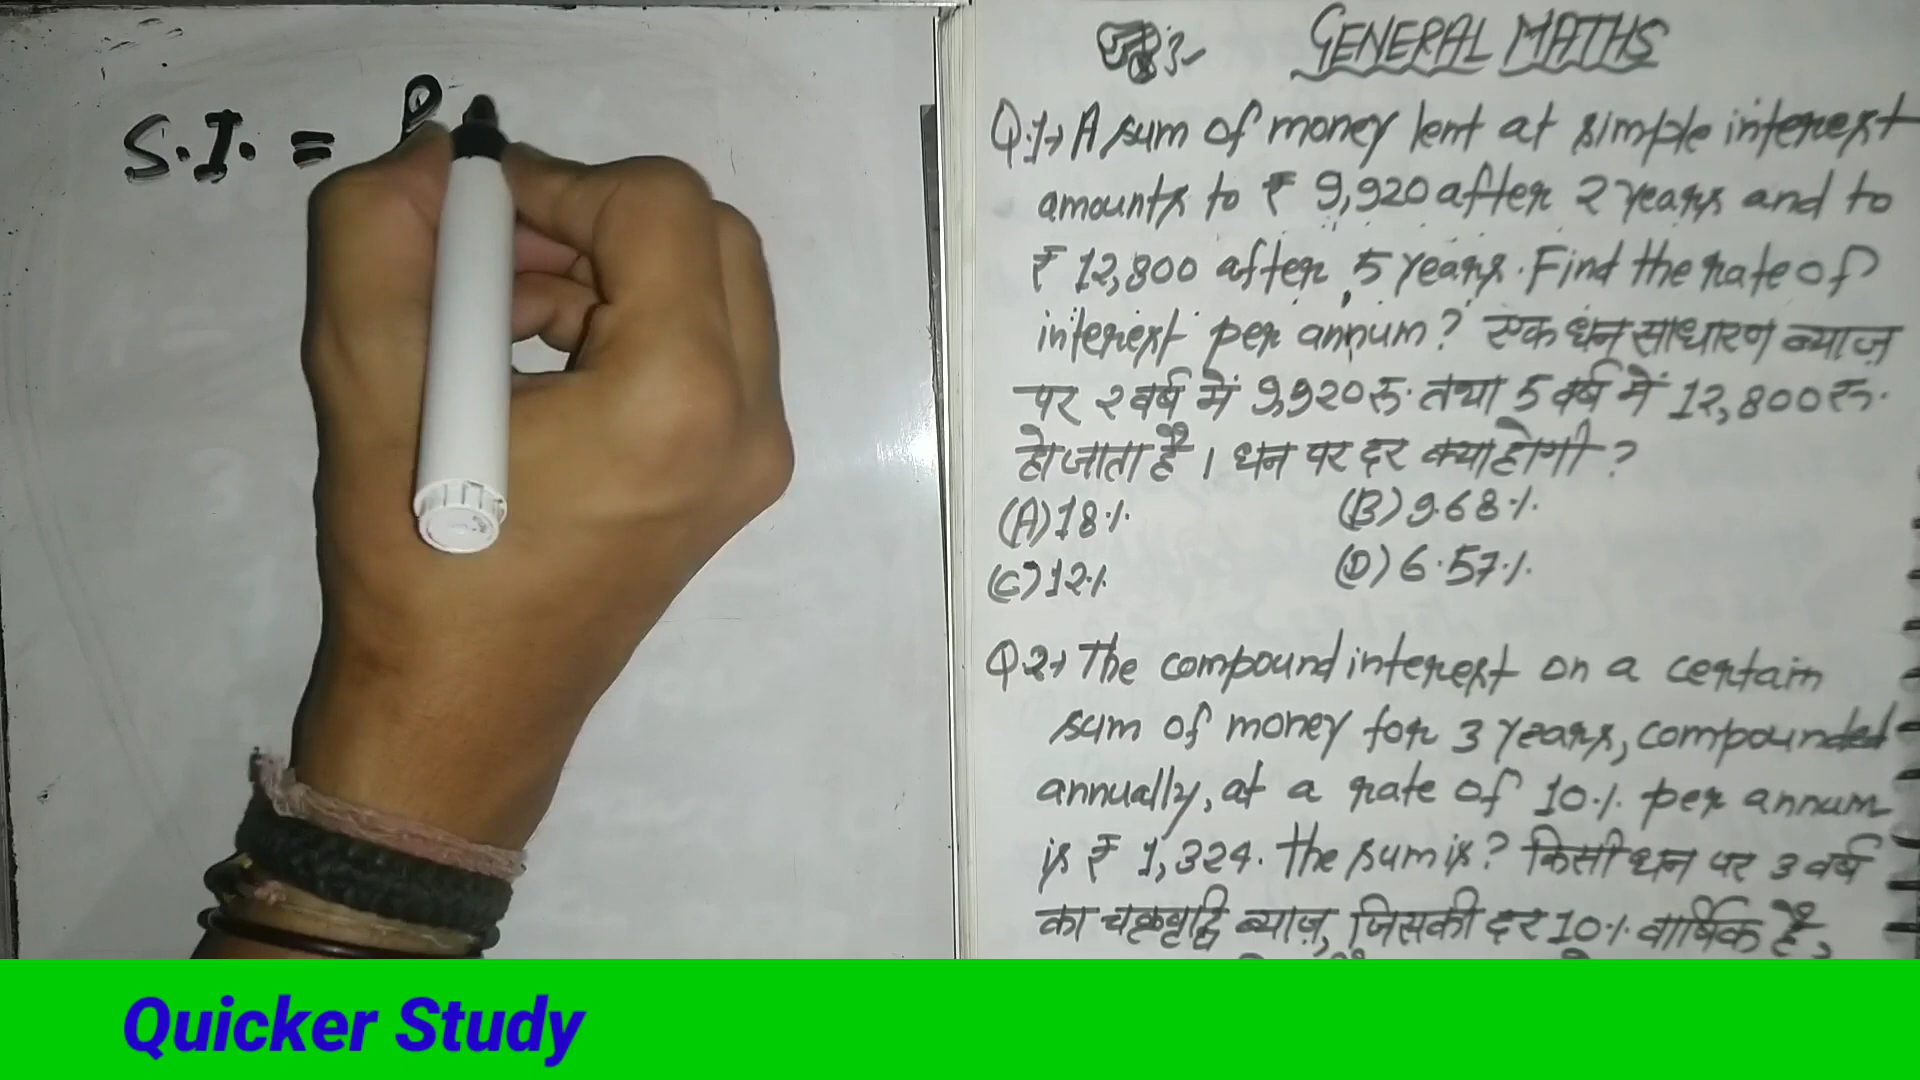 S.I. = P
GENERAL MATHS
Q.1→ A sum of money lent at simple interest
amounts to ₹ 9,920 after 2 years and to
₹ 12,800 after 5 years. Find the rate of
interest per annum? एक धन साधारण ब्याज़
पर 2 वर्ष में 9,920 रु. तथा 5 वर्ष में 12,800 रु.
हो जाता है। धन पर दर क्या होगी?
(A) 18% (B) 9.68%
(C) 12% (D) 6.57%
Q.2→ The compound interest on a certain
sum of money for 3 years, compounded
annually, at a rate of 10% per annum
is ₹ 1,324. the sum is? किसी धन पर 3 वर्ष
का चक्रवृद्धि ब्याज़, जिसकी दर 10% वार्षिक है,
Quicker Study